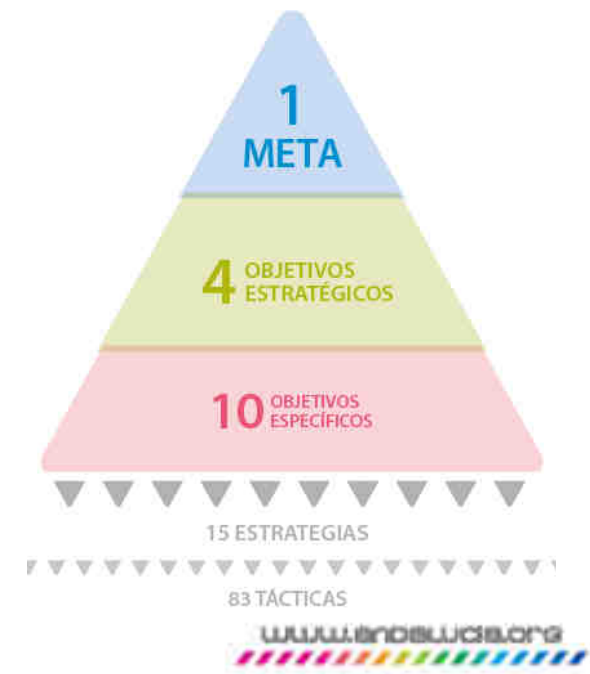 1
META
4 OBJETIVOS
ESTRATÉGICOS
10 OBJETIVOS
ESPECÍFICOS
15 ESTRATEGIAS
83 TÁCTICAS
www.andalucia.org